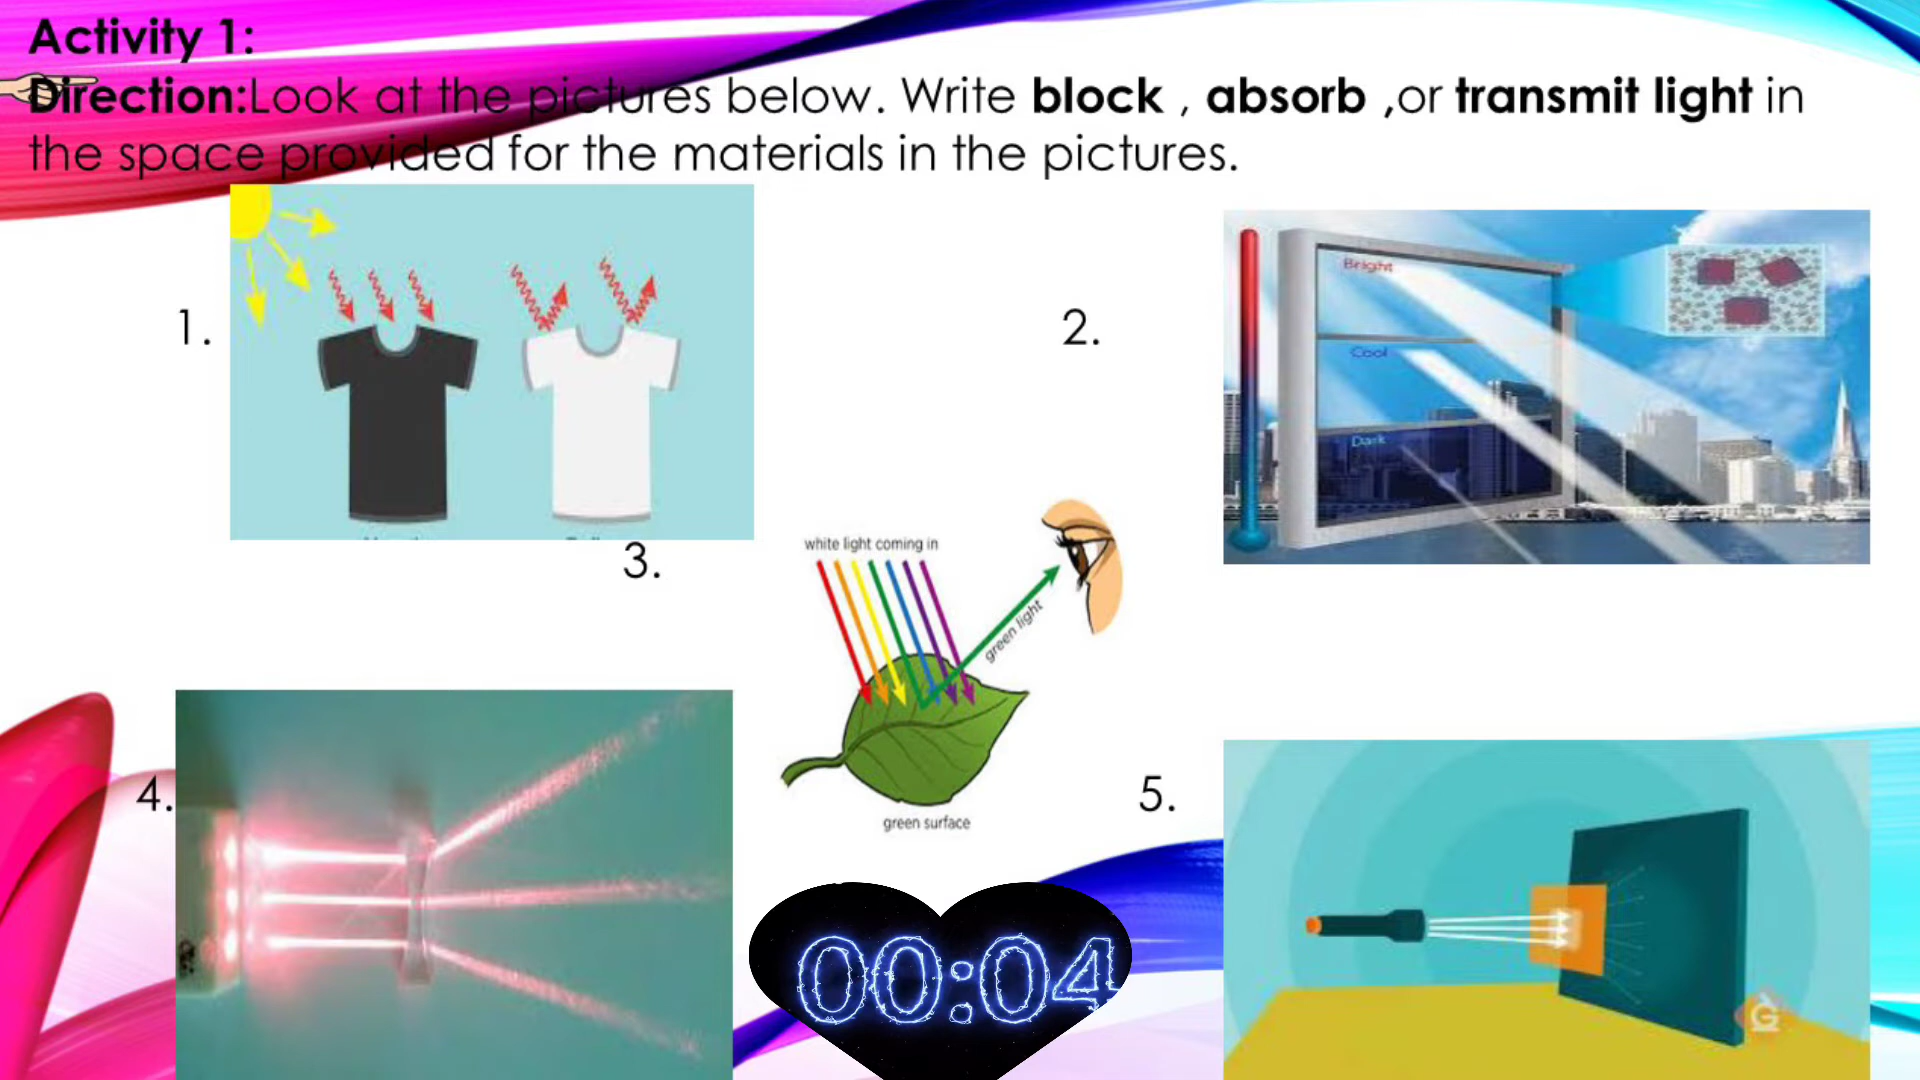 Activity 1:
Direction:Look at the pictures below. Write block , absorb ,or transmit light in
the space provided for the materials in the pictures.
1.
2.
Bright
Cool
Dark
3.
white light coming in
green light
green surface
4.
5.
00:04